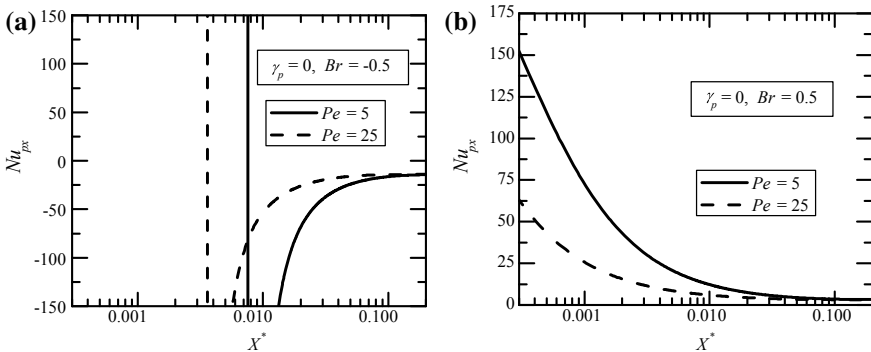 (a)
150
100
50
0
-50
-100
-150
0.001
0.010
0.100
Nu_px
X*
γ_p = 0, Br = -0.5
Pe = 5
Pe = 25
(b)
175
150
125
100
75
50
25
0
0.001
0.010
0.100
Nu_px
X*
γ_p = 0, Br = 0.5
Pe = 5
Pe = 25